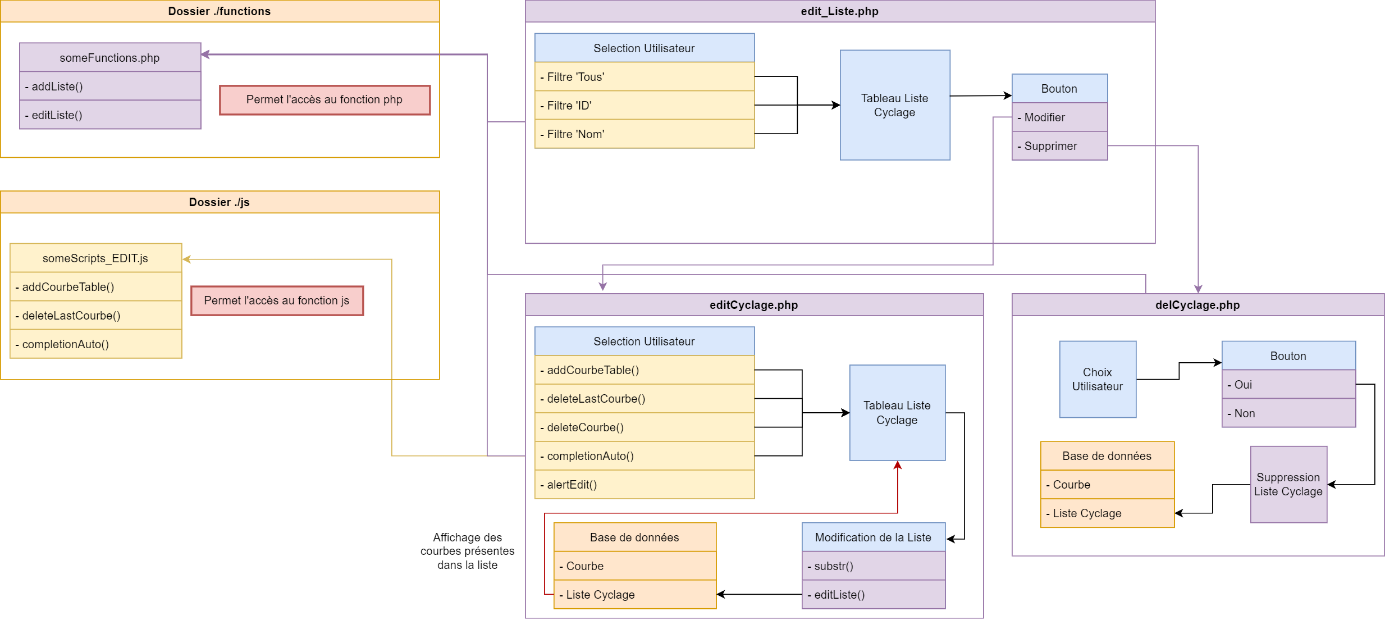 Dossier ./functions
someFunctions.php
- addListe()
- editListe()
Permet l'accès au fonction php
Dossier ./js
someScripts_EDIT.js
- addCourbeTable()
- deleteLastCourbe()
- completionAuto()
Permet l'accès au fonction js
edit_Liste.php
Selection Utilisateur
- Filtre 'Tous'
- Filtre 'ID'
- Filtre 'Nom'
Tableau Liste
Cyclage
Bouton
- Modifier
- Supprimer
editCyclage.php
Selection Utilisateur
- addCourbeTable()
- deleteLastCourbe()
- deleteCourbe()
- completionAuto()
- alertEdit()
Tableau Liste
Cyclage
Affichage des
courbes présentes
dans la liste
Base de données
- Courbe
- Liste Cyclage
Modification de la Liste
- substr()
- editListe()
delCyclage.php
Choix
Utilisateur
Bouton
- Oui
- Non
Base de données
- Courbe
- Liste Cyclage
Suppression
Liste Cyclage